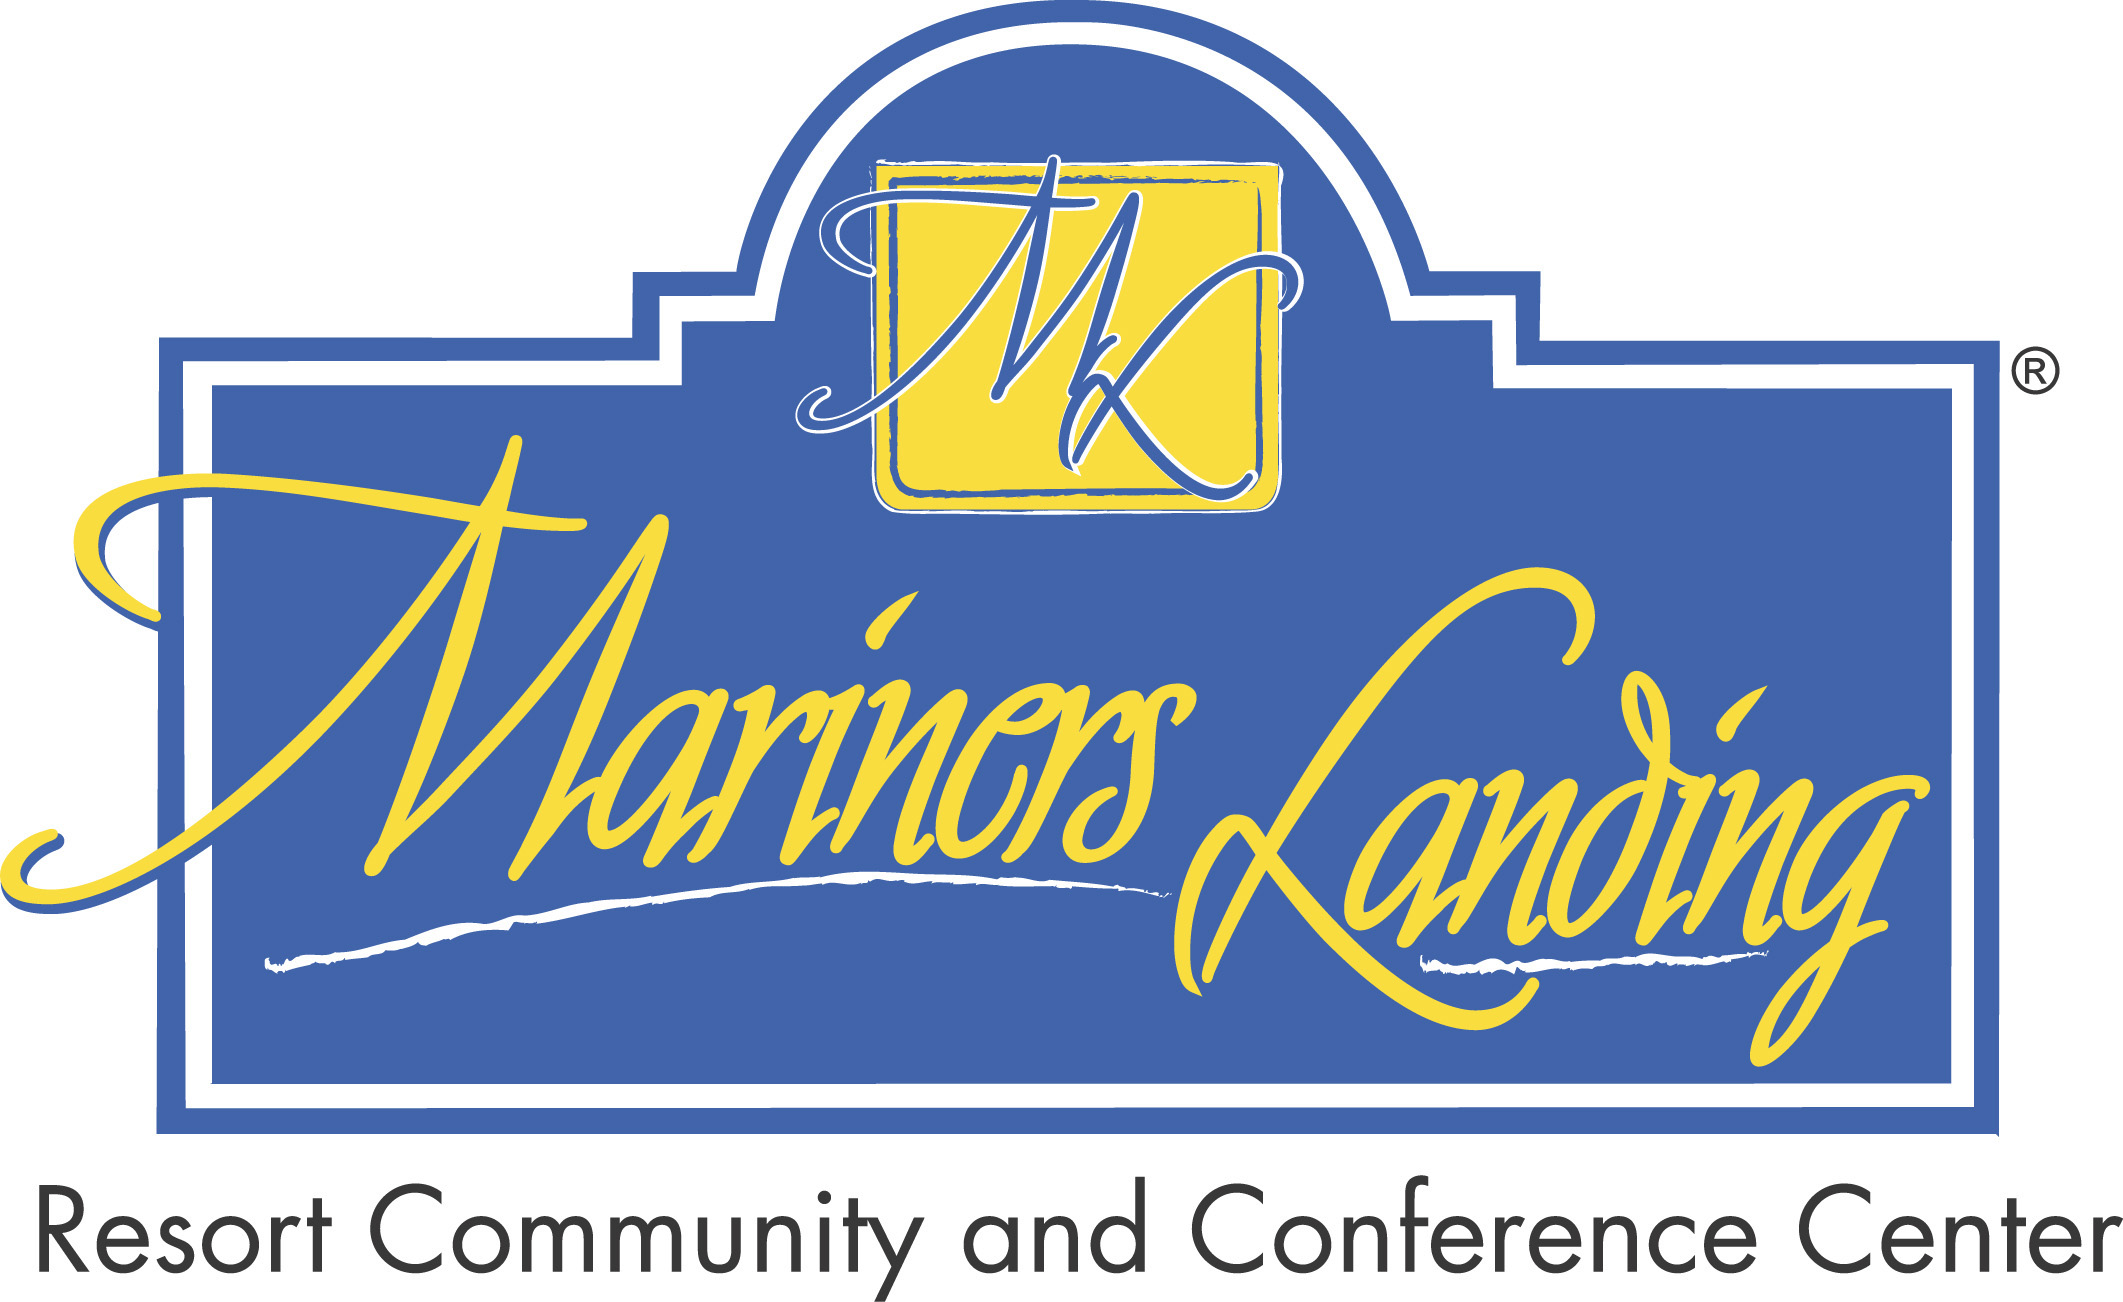 ML
®
Mariners Landing
Resort Community and Conference Center